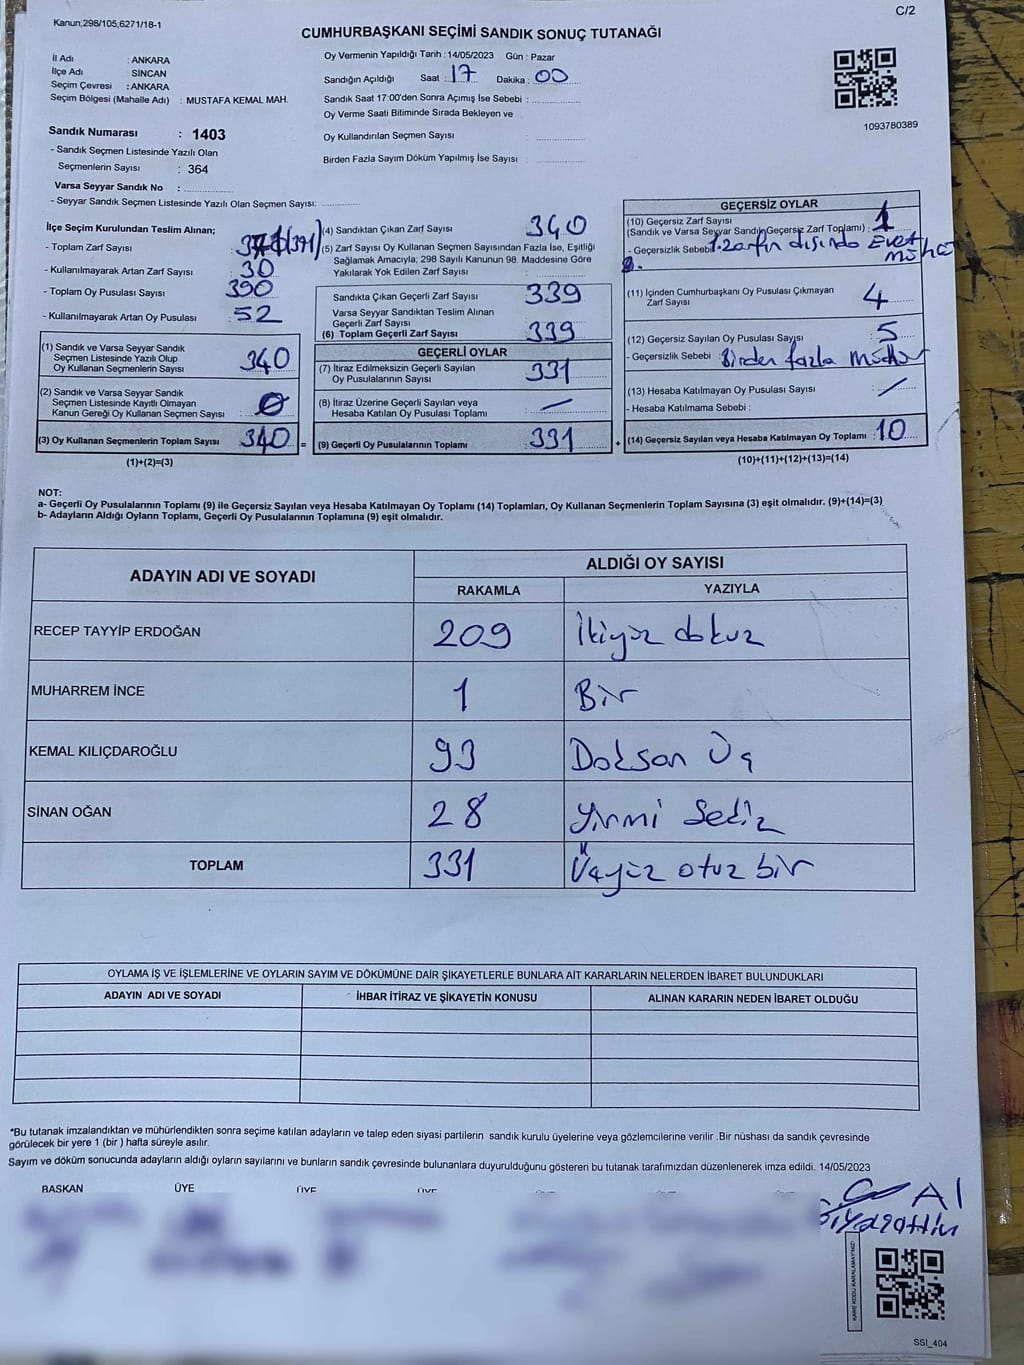 Kanun;298/105,6271/18-1
C/2
CUMHURBAŞKANI SEÇİMİ SANDIK SONUÇ TUTANAĞI
İl Adı : ANKARA
İlçe Adı : SİNCAN
Seçim Çevresi : ANKARA
Seçim Bölgesi (Mahalle Adı) : MUSTAFA KEMAL MAH.
Oy Vermenin Yapıldığı Tarih : 14/05/2023 Gün : Pazar
Sandığın Açıldığı Saat : 17 Dakika : 00
Sandık Saat 17:00'den Sonra Açımış İse Sebebi :
Oy Verme Saati Bitiminde Sırada Bekleyen ve
Oy Kullandırılan Seçmen Sayısı
Birden Fazla Sayım Döküm Yapılmış İse Sayısı
1093780389
Sandık Numarası : 1403
- Sandık Seçmen Listesinde Yazılı Olan
Seçmenlerin Sayısı : 364
Varsa Seyyar Sandık No :
- Seyyar Sandık Seçmen Listesinde Yazılı Olan Seçmen Sayısı:
İlçe Seçim Kurulundan Teslim Alınan;
- Toplam Zarf Sayısı (371)
- Kullanılmayarak Artan Zarf Sayısı 30
- Toplam Oy Pusulası Sayısı 390
- Kullanılmayarak Artan Oy Pusulası 52
(1) Sandık ve Varsa Seyyar Sandık
Seçmen Listesinde Yazılı Olup
Oy Kullanan Seçmenlerin Sayısı 340
(2) Sandık ve Varsa Seyyar Sandık
Seçmen Listesinde Kayıtlı Olmayan
Kanun Gereği Oy Kullanan Seçmen Sayısı 0
(3) Oy Kullanan Seçmenlerin Toplam Sayısı 340 =
(1)+(2)=(3)
(4) Sandıktan Çıkan Zarf Sayısı 340
(5) Zarf Sayısı Oy Kullanan Seçmen Sayısından Fazla İse, Eşitliği
Sağlamak Amacıyla; 298 Sayılı Kanunun 98. Maddesine Göre
Yakılarak Yok Edilen Zarf Sayısı
Sandıkta Çıkan Geçerli Zarf Sayısı 339
Varsa Seyyar Sandıktan Teslim Alınan
Geçerli Zarf Sayısı
(6) Toplam Geçerli Zarf Sayısı 339
GEÇERLİ OYLAR
(7) İtiraz Edilmeksizin Geçerli Sayılan
Oy Pusulalarının Sayısı 331
(8) İtiraz Üzerine Geçerli Sayılan veya
Hesaba Katılan Oy Pusulası Toplamı —
(9) Geçerli Oy Pusulalarının Toplamı 331 +
GEÇERSİZ OYLAR
(10) Geçersiz Zarf Sayısı
(Sandık ve Varsa Seyyar Sandığın Geçersiz Zarf Toplamı) : 1
- Geçersizlik Sebebi 1. zarfın dışında Evet
mühü
(11) İçinden Cumhurbaşkanı Oy Pusulası Çıkmayan
Zarf Sayısı 4
(12) Geçersiz Sayılan Oy Pusulası Sayısı 5
- Geçersizlik Sebebi Birden fazla
(13) Hesaba Katılmayan Oy Pusulası Sayısı /
- Hesaba Katılmama Sebebi :
(14) Geçersiz Sayılan veya Hesaba Katılmayan Oy Toplamı : 10
(10)+(11)+(12)+(13)=(14)
NOT:
a- Geçerli Oy Pusulalarının Toplamı (9) ile Geçersiz Sayılan veya Hesaba Katılmayan Oy Toplamı (14) Toplamları, Oy Kullanan Seçmenlerin Toplam Sayısına (3) eşit olmalıdır. (9)+(14)=(3)
b- Adayların Aldığı Oyların Toplamı, Geçerli Oy Pusulalarının Toplamına (9) eşit olmalıdır.
ADAYIN ADI VE SOYADI
ALDIĞI OY SAYISI
RAKAMLA YAZIYLA
RECEP TAYYİP ERDOĞAN 209 İkiyüz dokuz
MUHARREM İNCE 1 Bir
KEMAL KILIÇDAROĞLU 93 Doksan Üç
SİNAN OĞAN 28 Yirmi Sekiz
TOPLAM 331 Üçyüz otuz bir
OYLAMA İŞ VE İŞLEMLERİNE VE OYLARIN SAYIM VE DÖKÜMÜNE DAİR ŞİKAYETLERLE BUNLARA AİT KARARLARIN NELERDEN İBARET BULUNDUKLARI
ADAYIN ADI VE SOYADI İHBAR İTİRAZ VE ŞİKAYETİN KONUSU ALINAN KARARIN NEDEN İBARET OLDUĞU
*Bu tutanak imzalandıktan ve mühürlendikten sonra seçime katılan adayların ve talep eden siyasi partilerin sandık kurulu üyelerine veya gözlemcilerine verilir .Bir nüshası da sandık çevresinde
görülecek bir yere 1 (bir ) hafta süreyle asılır.
Sayım ve döküm sonucunda adayların aldığı oyların sayılarını ve bunların sandık çevresinde bulunanlara duyurulduğunu gösteren bu tutanak tarafımızdan düzenlenerek imza edildi. 14/05/2023
BAŞKAN ÜYE ÜYE ÜYE
KARE KODU KARALAMAYINIZ!
SSİ_404